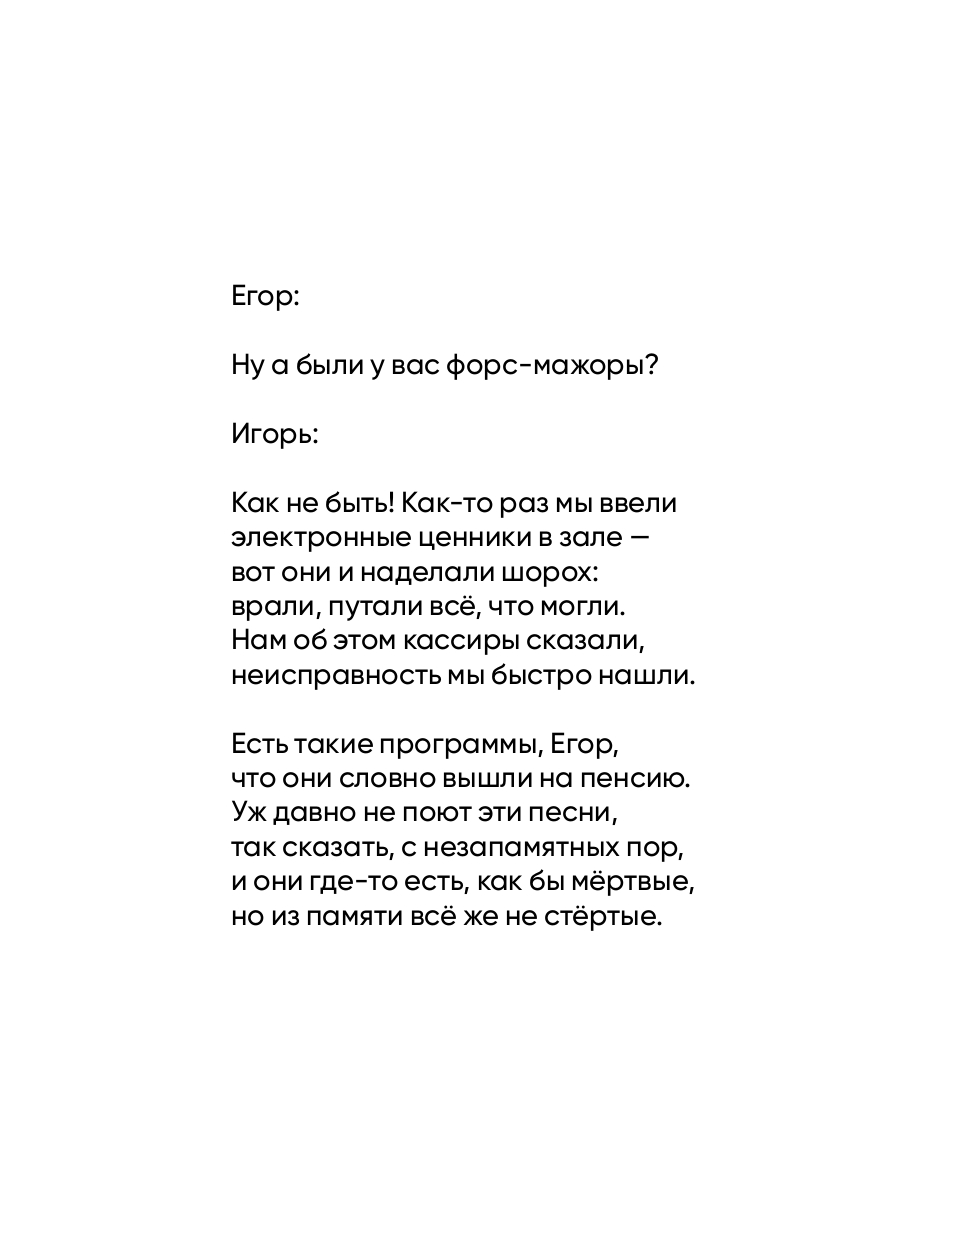 Егор:
Ну а были у вас форс-мажоры?
Игорь:
Как не быть! Как-то раз мы ввели
электронные ценники в зале —
вот они и наделали шорох:
врали, путали всё, что могли.
Нам об этом кассиры сказали,
неисправность мы быстро нашли.
Есть такие программы, Егор,
что они словно вышли на пенсию.
Уж давно не поют эти песни,
так сказать, с незапамятных пор,
и они где-то есть, как бы мёртвые,
но из памяти всё же не стёртые.